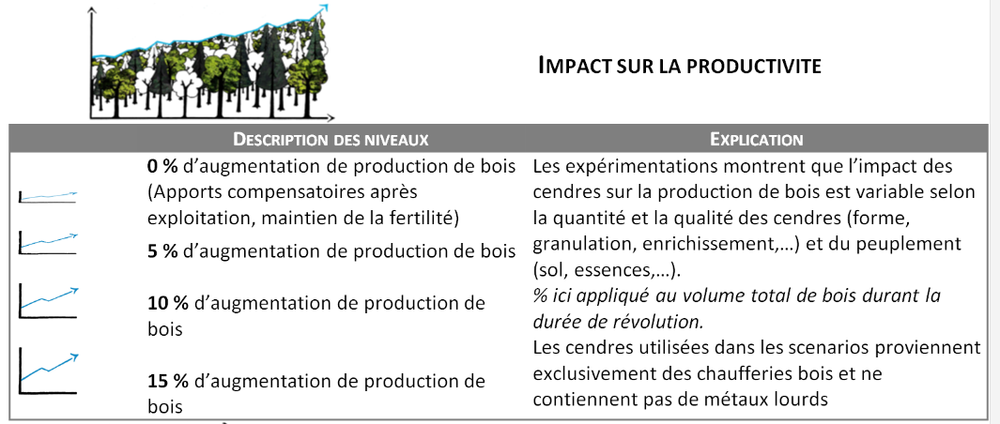 IMPACT SUR LA PRODUCTIVITE
DESCRIPTION DES NIVEAUX
EXPLICATION
0 % d’augmentation de production de bois
(Apports compensatoires après
exploitation, maintien de la fertilité)
5 % d’augmentation de production de bois
10 % d’augmentation de production de
bois
15 % d’augmentation de production de
bois
Les expérimentations montrent que l’impact des
cendres sur la production de bois est variable selon
la quantité et la qualité des cendres (forme,
granulation, enrichissement,…) et du peuplement
(sol, essences,…).
% ici appliqué au volume total de bois durant la
durée de révolution.
Les cendres utilisées dans les scenarios proviennent
exclusivement des chaufferies bois et ne
contiennent pas de métaux lourds